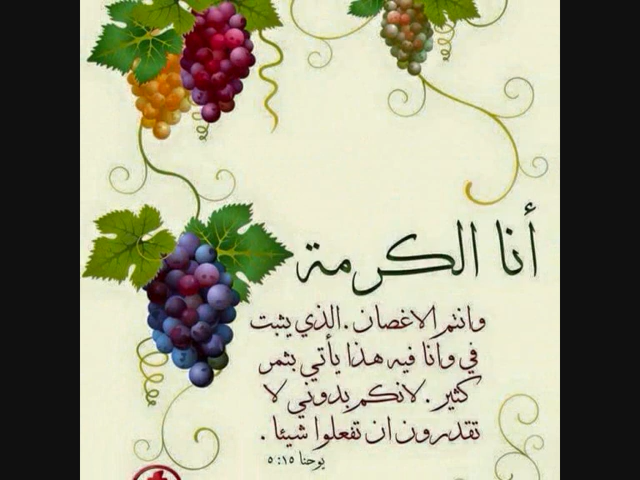 أنا الكرمة
وانتم الاغصان . الذي يثبت
في وانا فيه هذا يأتي بثمر
كثير . لانكم بدوني لا
تقدرون ان تفعلوا شيئا .
يوحنا ١٥ : ٥